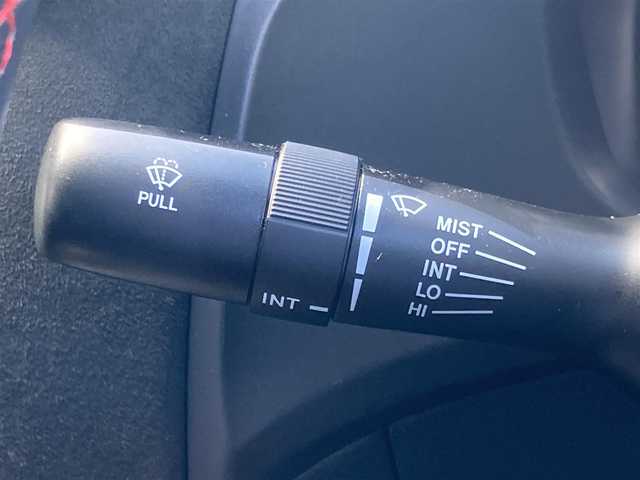 PULL
INT
MIST
OFF
INT
LO
HI